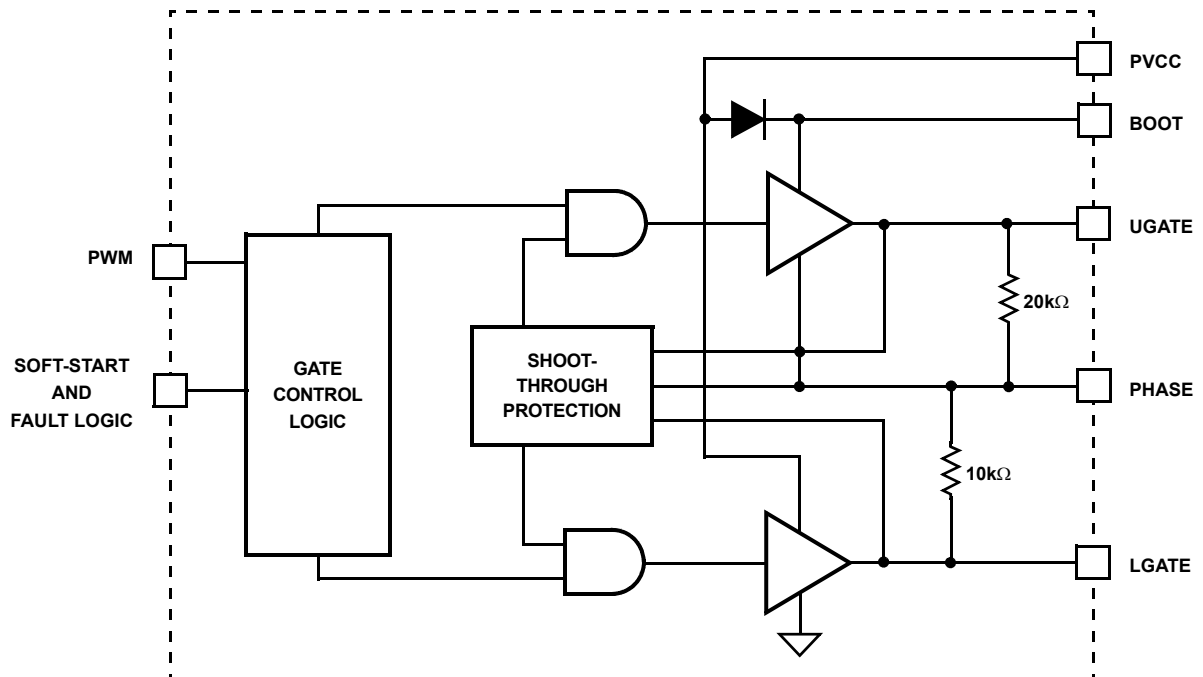 PVCC
BOOT
UGATE
PWM
20kΩ
SOFT-START
AND
FAULT LOGIC
GATE
CONTROL
LOGIC
SHOOT-
THROUGH
PROTECTION
PHASE
10kΩ
LGATE